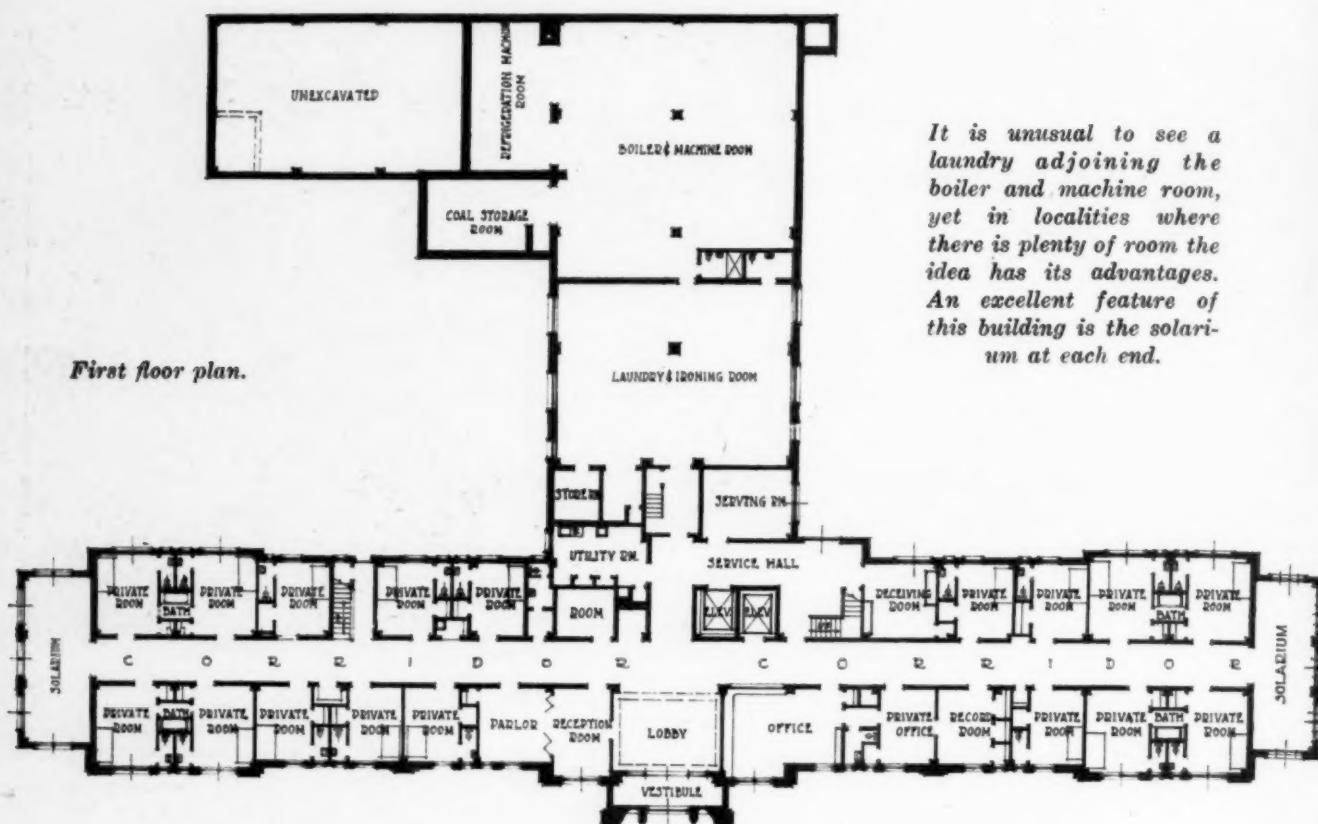 UNEXCAVATED
REFRIGERATION MACHINE
ROOM
BOILER & MACHINE ROOM
COAL STORAGE
ROOM
It is unusual to see a
laundry adjoining the
boiler and machine room,
yet in localities where
there is plenty of room the
idea has its advantages.
An excellent feature of
this building is the solari-
um at each end.
First floor plan.
LAUNDRY & IRONING ROOM
STORE RM
SERVING RM
UTILITY RM.
SERVICE HALL
PRIVATE
ROOM
BATH
PRIVATE
ROOM
PRIVATE
ROOM
PRIVATE
ROOM
PRIVATE
ROOM
ROOM
ELEV.
ELEV.
RECEIVING
ROOM
PRIVATE
ROOM
PRIVATE
ROOM
PRIVATE
ROOM
BATH
PRIVATE
ROOM
SOLARIUM
CORRIDOR
CORRIDOR
SOLARIUM
PRIVATE
ROOM
BATH
PRIVATE
ROOM
PRIVATE
ROOM
PRIVATE
ROOM
PRIVATE
ROOM
PARLOR
RECEPTION
ROOM
LOBBY
OFFICE
PRIVATE
OFFICE
RECORD
ROOM
PRIVATE
ROOM
PRIVATE
ROOM
BATH
PRIVATE
ROOM
VESTIBULE